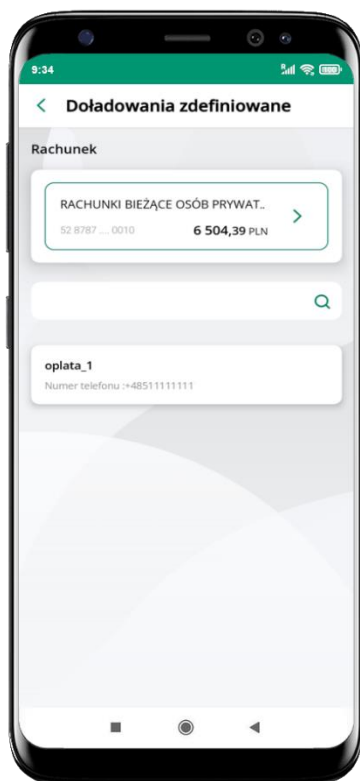 9:34
R
100
Doładowania zdefiniowane
Rachunek
RACHUNKI BIEŻĄCE OSÓB PRYWAT..
52 8787 .... 0010 6 504,39 PLN
oplata_1
Numer telefonu :+48511111111